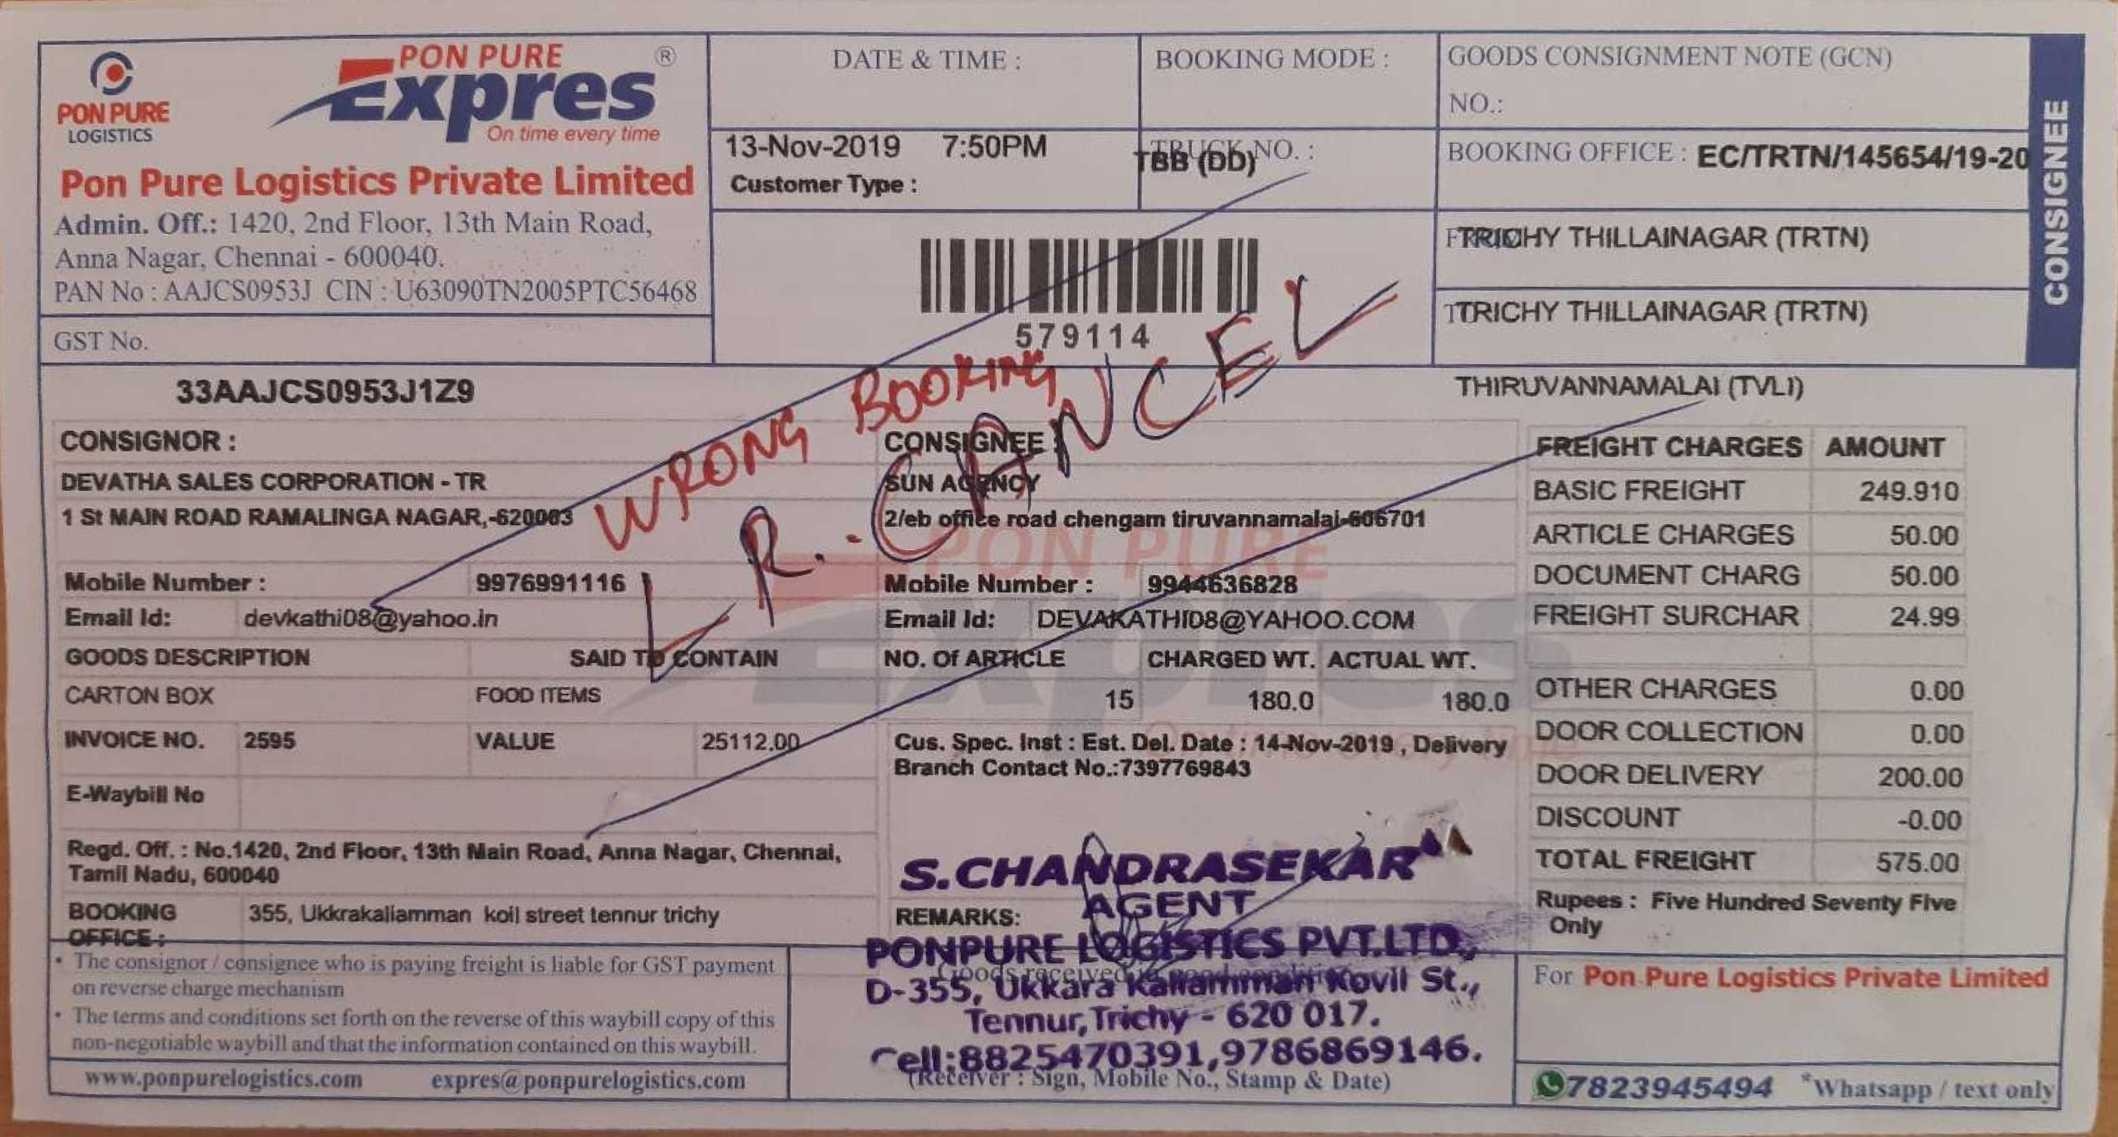 PON PURE
LOGISTICS
PON PURE
Expres ®
On time every time
Pon Pure Logistics Private Limited
Admin. Off.: 1420, 2nd Floor, 13th Main Road,
Anna Nagar, Chennai - 600040.
PAN No : AAJCS0953J CIN : U63090TN2005PTC56468
GST No.
33AAJCS0953J1Z9
DATE & TIME :
13-Nov-2019 7:50PM
Customer Type :
BOOKING MODE :
TRUCK NO. :
TBB (DD)
579114
GOODS CONSIGNMENT NOTE (GCN)
NO.:
BOOKING OFFICE : EC/TRTN/145654/19-20
TRICHY THILLAINAGAR (TRTN)
TRICHY THILLAINAGAR (TRTN)
THIRUVANNAMALAI (TVLI)
CONSIGNEE
WRONG BOOKING
L.R. CANCEL
CONSIGNOR :
DEVATHA SALES CORPORATION - TR
1 St MAIN ROAD RAMALINGA NAGAR,-620003
Mobile Number : 9976991116
Email Id: devkathi08@yahoo.in
CONSIGNEE :
SUN AGENCY
2/eb office road chengam tiruvannamalai-606701
Mobile Number : 9944636828
Email Id: DEVAKATHI08@YAHOO.COM
GOODS DESCRIPTION SAID TO CONTAIN NO. Of ARTICLE CHARGED WT. ACTUAL WT.
CARTON BOX FOOD ITEMS 15 180.0 180.0
INVOICE NO. 2595 VALUE 25112.00
E-Waybill No
Cus. Spec. Inst : Est. Del. Date : 14-Nov-2019 , Delivery
Branch Contact No.:7397769843
Regd. Off. : No.1420, 2nd Floor, 13th Main Road, Anna Nagar, Chennai,
Tamil Nadu, 600040
BOOKING OFFICE : 355, Ukkrakaliamman koil street tennur trichy
FREIGHT CHARGES AMOUNT
BASIC FREIGHT 249.910
ARTICLE CHARGES 50.00
DOCUMENT CHARG 50.00
FREIGHT SURCHAR 24.99
OTHER CHARGES 0.00
DOOR COLLECTION 0.00
DOOR DELIVERY 200.00
DISCOUNT -0.00
TOTAL FREIGHT 575.00
Rupees : Five Hundred Seventy Five
Only
REMARKS:
S.CHANDRASEKAR
AGENT
PONPURE LOGISTICS PVT.LTD.,
D-355, Ukkara Kaliamman Kovil St.,
Tennur, Trichy - 620 017.
Cell:8825470391,9786869146.
Goods received in good condition
(Receiver : Sign, Mobile No., Stamp & Date)
• The consignor / consignee who is paying freight is liable for GST payment
on reverse charge mechanism
• The terms and conditions set forth on the reverse of this waybill copy of this
non-negotiable waybill and that the information contained on this waybill.
www.ponpurelogistics.com expres@ponpurelogistics.com
For Pon Pure Logistics Private Limited
7823945494 *Whatsapp / text only
PON PURE
Expres